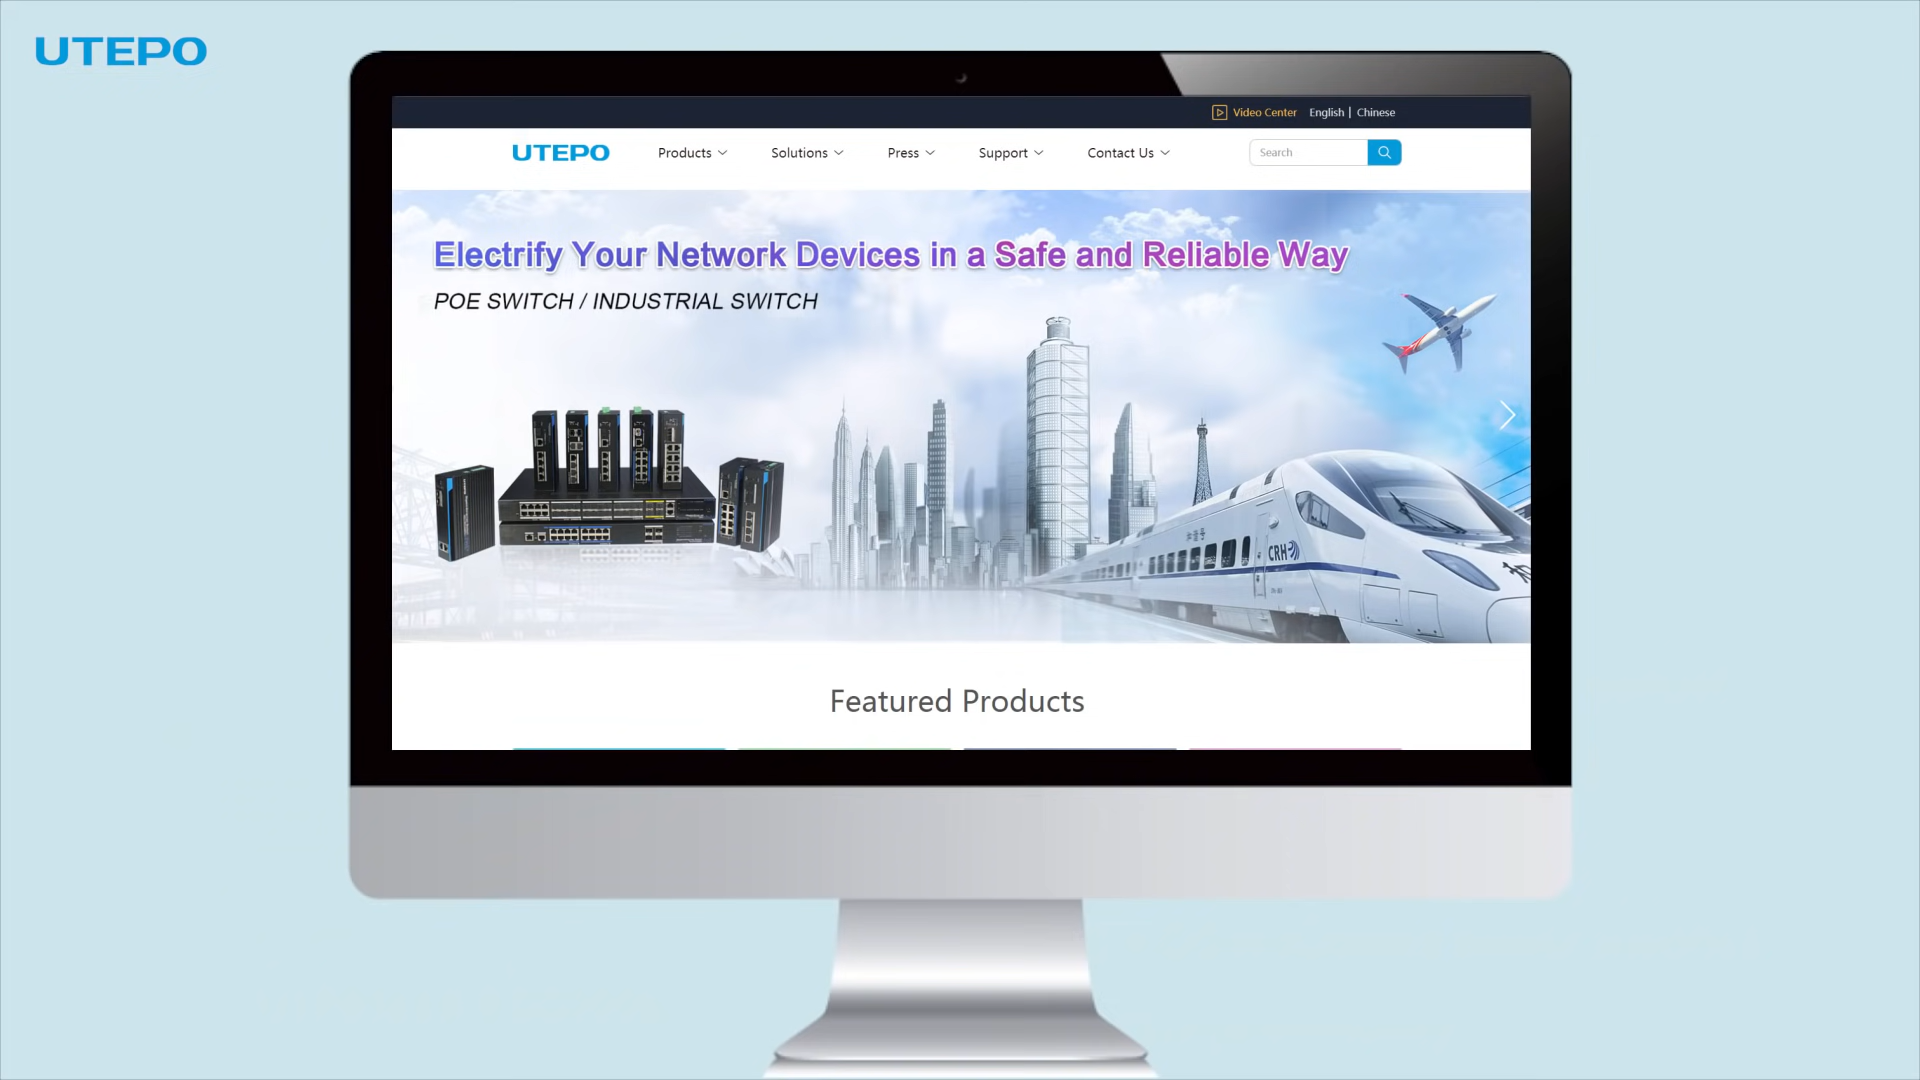 UTEPO
Video Center English | Chinese
UTEPO Products Solutions Press Support Contact Us Search
Electrify Your Network Devices in a Safe and Reliable Way
POE SWITCH / INDUSTRIAL SWITCH
CRH
Featured Products